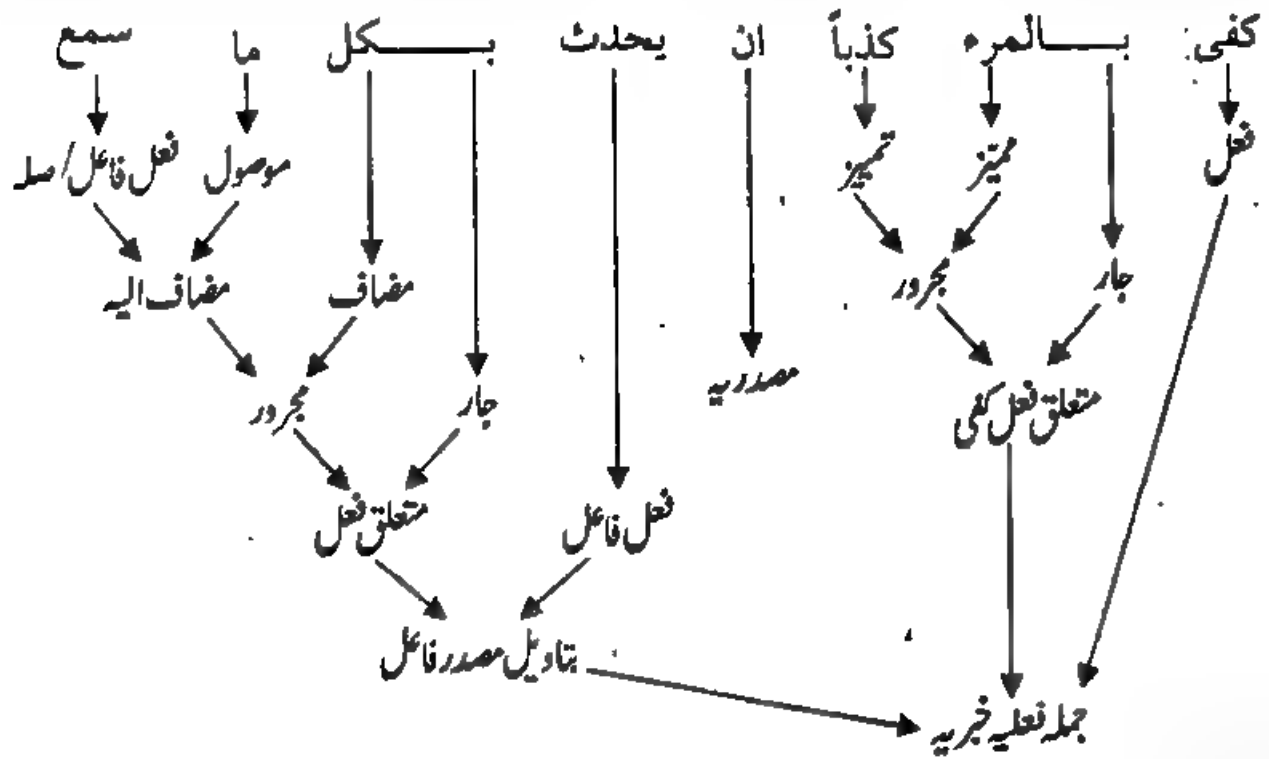 كفى بـــالمرء كذباً ان يحدث بـــكل ما سمع
فعل ممیز تمییز موصول فعل فاعل/صلہ
جار مجرور مضاف مضاف الیہ
متعلق فعل کفی مصدریہ جار مجرور
فعل فاعل متعلق فعل
بتاویل مصدر فاعل
جملہ فعلیہ خبریہ